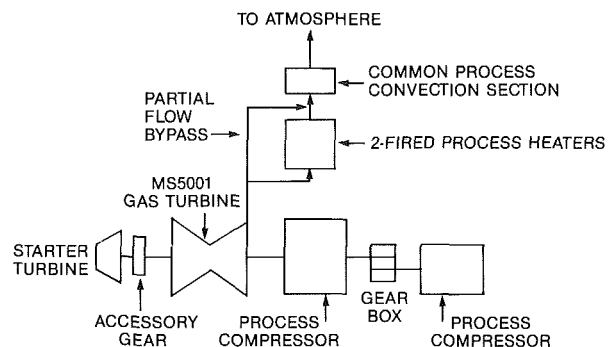 TO ATMOSPHERE
COMMON PROCESS
CONVECTION SECTION
PARTIAL
FLOW
BYPASS
2-FIRED PROCESS HEATERS
MS5001
GAS TURBINE
STARTER
TURBINE
ACCESSORY
GEAR
PROCESS
COMPRESSOR
GEAR
BOX
PROCESS
COMPRESSOR